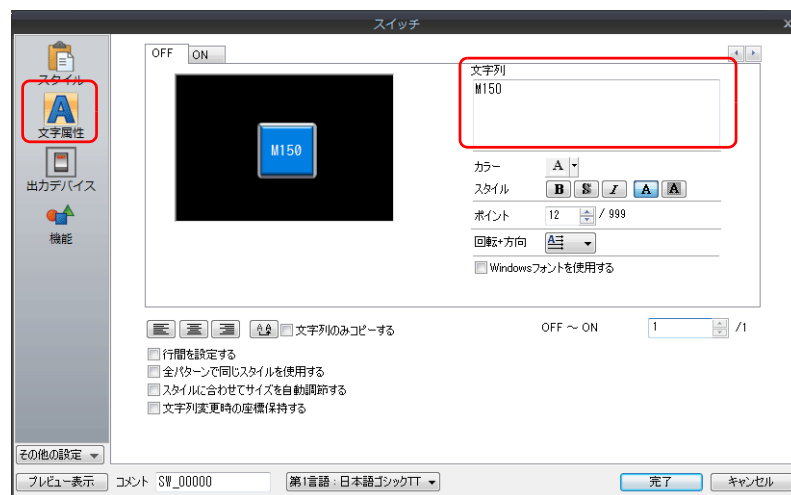 スイッチ
スタイル
文字属性
出力デバイス
機能
その他の設定
OFF ON
M150
文字列
M150
カラー A
スタイル B S I A A
ポイント 12 / 999
回転+方向 A
Windowsフォントを使用する
文字列のみコピーする
OFF ～ ON 1 /1
行間を設定する
全パターンで同じスタイルを使用する
スタイルに合わせてサイズを自動調節する
文字列変更時の座標保持する
プレビュー表示 コメント SW_00000 第1言語 : 日本語ゴシックTT 完了 キャンセル